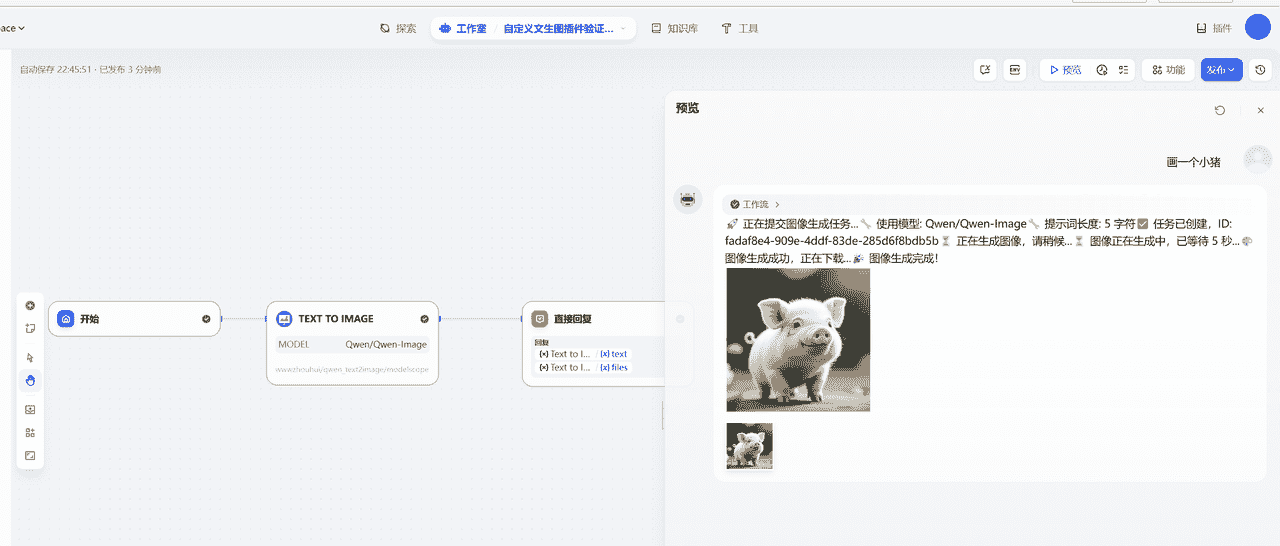 ace
探索
工作室 / 自定义文生图插件验证...
知识库
工具
插件
自动保存 22:45:51 · 已发布 3 分钟前
预览
功能
发布
预览
画一个小猪
工作流
正在提交图像生成任务... 使用模型: Qwen/Qwen-Image 提示词长度: 5 字符 任务已创建，ID:
fadaf8e4-909e-4ddf-83de-285d6f8bdb5b 正在生成图像，请稍候... 图像正在生成中，已等待 5 秒...
图像生成成功，正在下载... 图像生成完成！
开始
TEXT TO IMAGE
MODEL Qwen/Qwen-Image
wwwzhoubui/qwen_text2image/modelscope
直接回复
回复
{x} Text to I... / {x} text
{x} Text to I... / {x} files